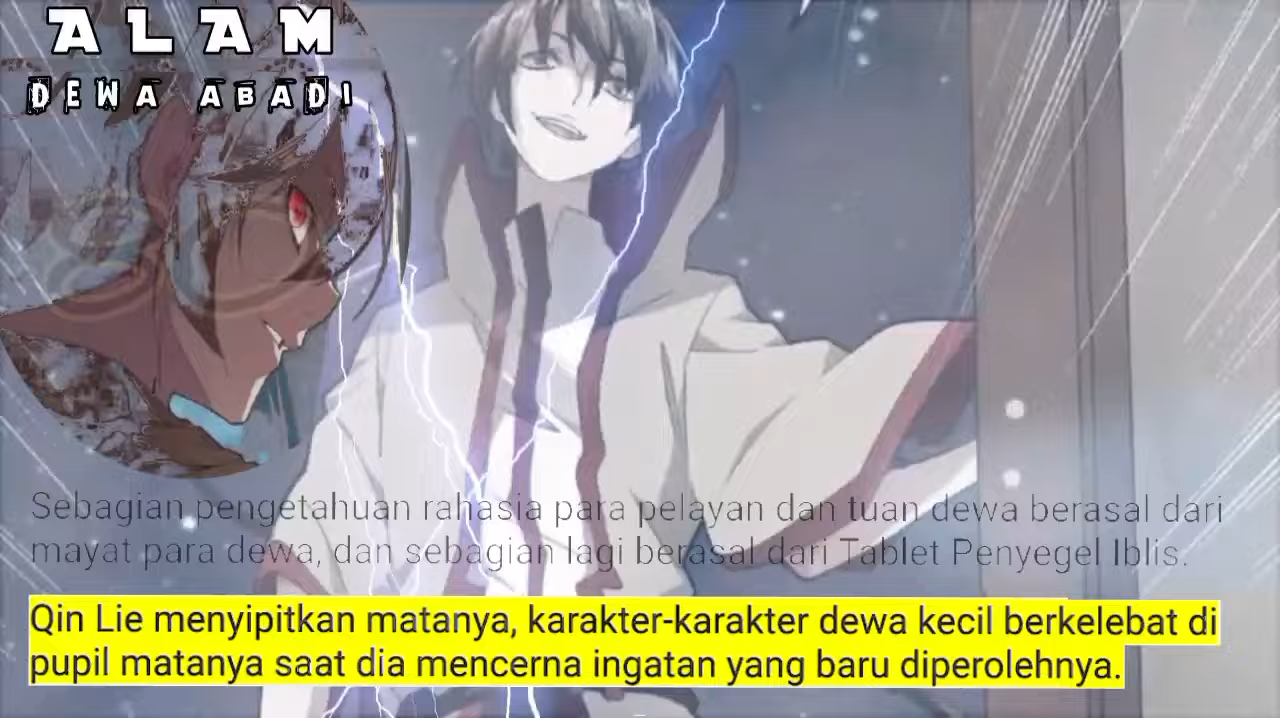 ALAM
DEWA ABADI
Sebagian pengetahuan rahasia para pelayan dan tuan dewa berasal dari
mayat para dewa, dan sebagian lagi berasal dari Tablet Penyegel Iblis.
Qin Lie menyipitkan matanya, karakter-karakter dewa kecil berkelebat di
pupil matanya saat dia mencerna ingatan yang baru diperolehnya.